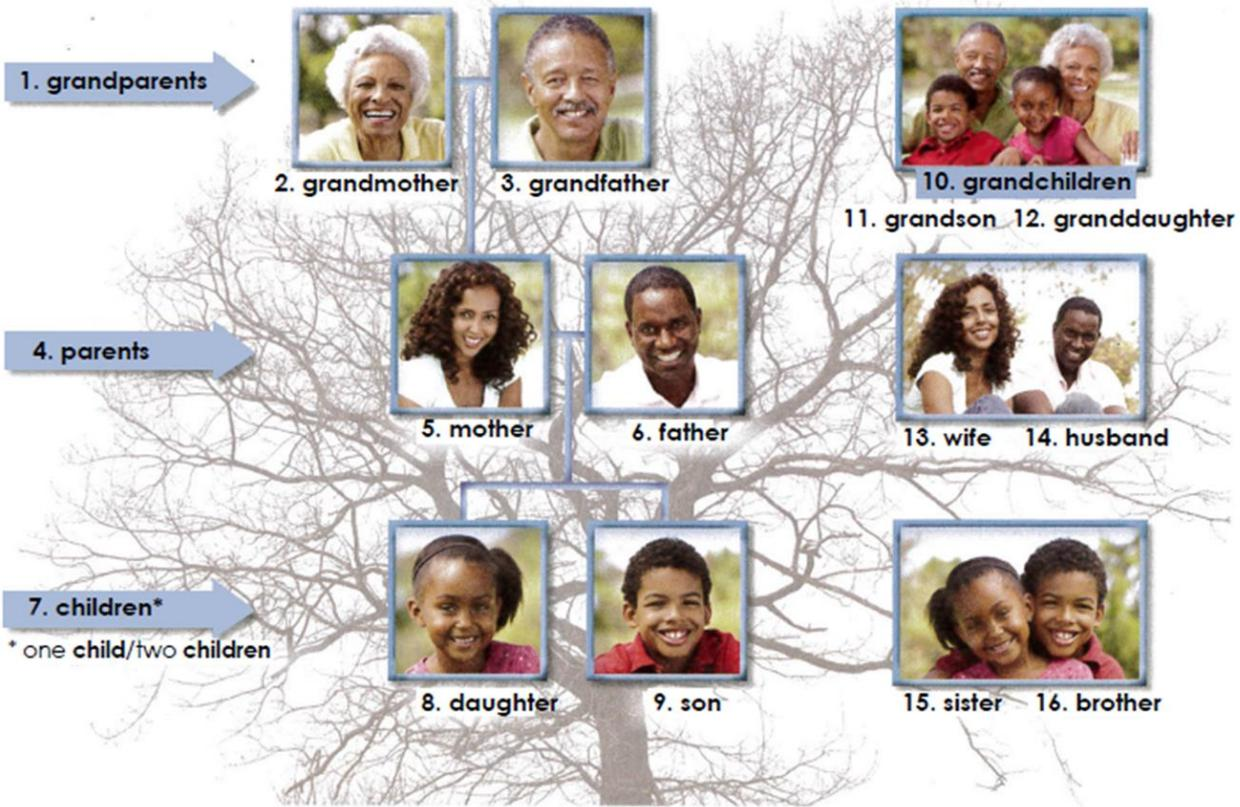 1. grandparents
2. grandmother
3. grandfather
10. grandchildren
11. grandson 12. granddaughter
4. parents
5. mother
6. father
13. wife 14. husband
7. children*
* one child/two children
8. daughter
9. son
15. sister 16. brother